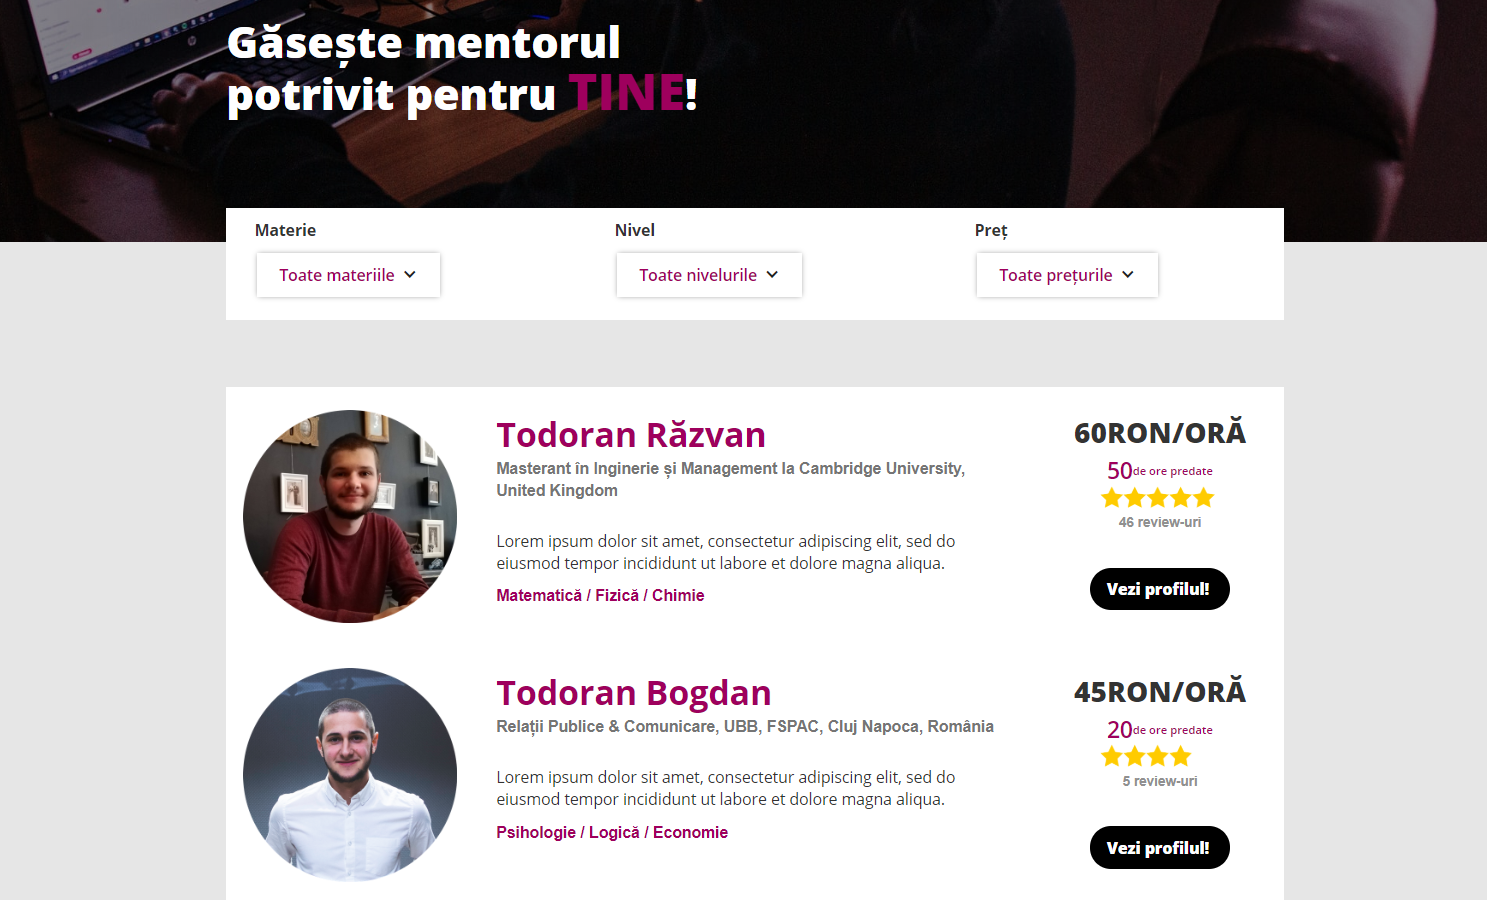 Găsește mentorul
potrivit pentru TINE!
Materie
Nivel
Preț
Toate materiile
Toate nivelurile
Toate prețurile
Todoran Răzvan
Masterant în Inginerie și Management la Cambridge University,
United Kingdom
Lorem ipsum dolor sit amet, consectetur adipiscing elit, sed do
eiusmod tempor incididunt ut labore et dolore magna aliqua.
Matematică / Fizică / Chimie
60RON/ORĂ
50de ore predate
46 review-uri
Vezi profilul!
Todoran Bogdan
Relații Publice & Comunicare, UBB, FSPAC, Cluj Napoca, România
Lorem ipsum dolor sit amet, consectetur adipiscing elit, sed do
eiusmod tempor incididunt ut labore et dolore magna aliqua.
Psihologie / Logică / Economie
45RON/ORĂ
20de ore predate
5 review-uri
Vezi profilul!